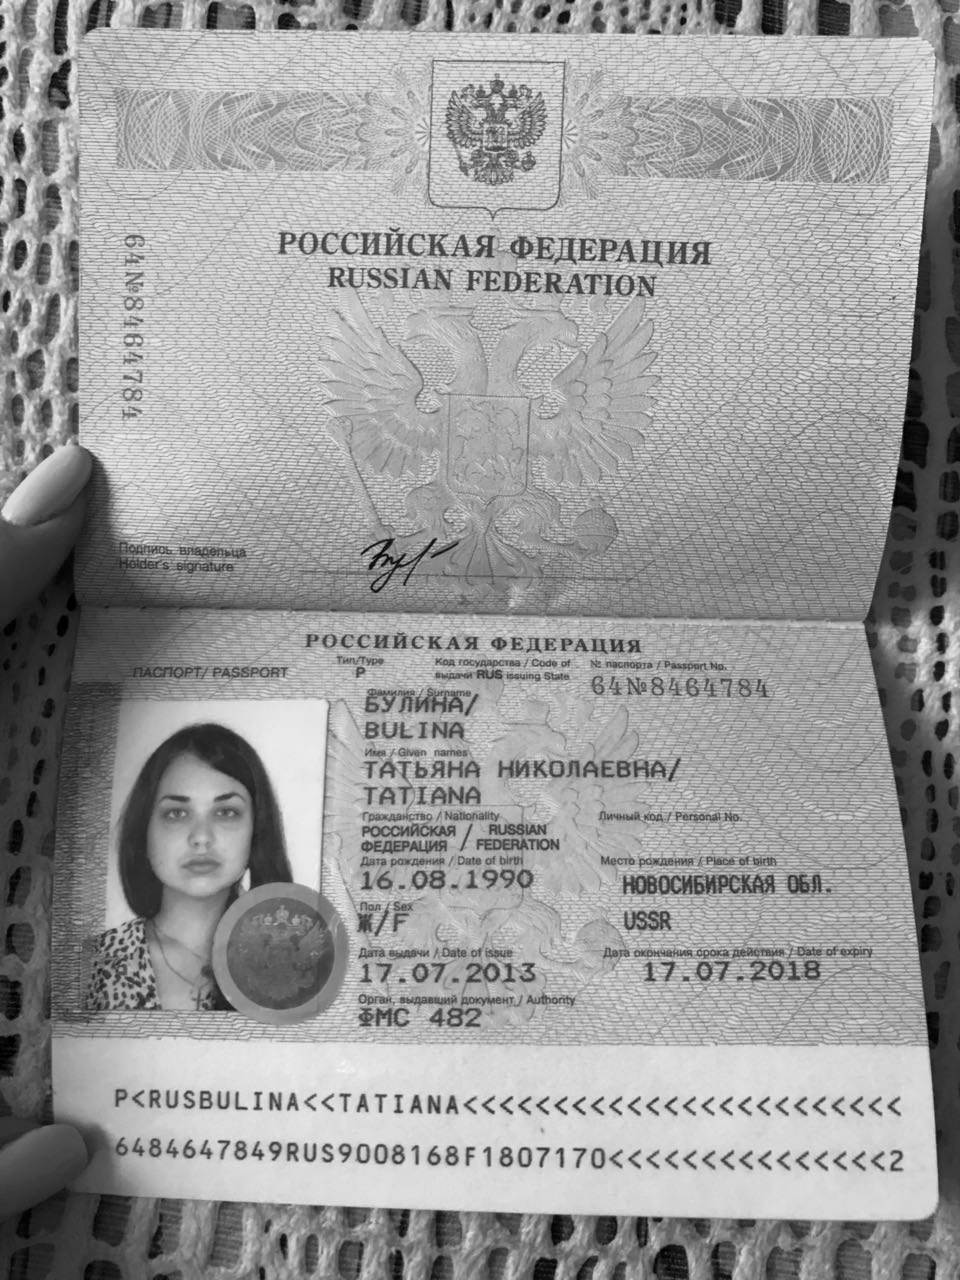 64№8464784
РОССИЙСКАЯ ФЕДЕРАЦИЯ
RUSSIAN FEDERATION
Подпись владельца
Holder's signature
РОССИЙСКАЯ ФЕДЕРАЦИЯ
ПАСПОРТ/ PASSPORT
Тип/Type
P
Код государства / Code of
выдачи RUS issuing State
№ паспорта / Passport No.
64№8464784
Фамилия / Surname
БУЛИНА/
BULINA
Имя / Given names
ТАТЬЯНА НИКОЛАЕВНА/
TATIANA
Гражданство / Nationality
РОССИЙСКАЯ / RUSSIAN
ФЕДЕРАЦИЯ / FEDERATION
Личный код / Personal No.
Дата рождения / Date of birth
16.08.1990
Место рождения / Place of birth
НОВОСИБИРСКАЯ ОБЛ.
USSR
Пол / Sex
Ж/F
Дата выдачи / Date of issue
17.07.2013
Дата окончания срока действия / Date of expiry
17.07.2018
Орган, выдавший документ / Authority
ФМС 482
P<RUSBULINA<<TATIANA<<<<<<<<<<<<<<<<<<<<<<<<
6484647849RUS9008168F1807170<<<<<<<<<<<<<<<2